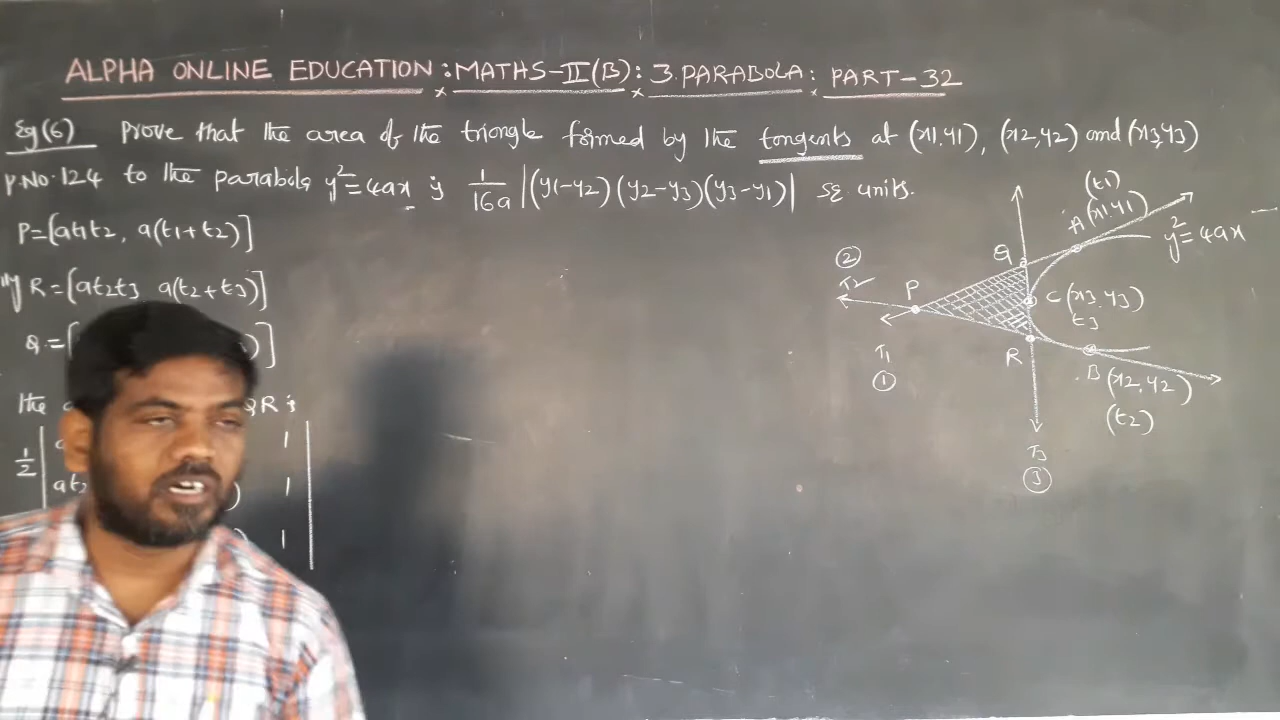 ALPHA ONLINE EDUCATION : MATHS-II(B) : 3. PARABOLA : PART-32
Eg(6) Prove that the area of the triangle formed by the tangents at (x1,y1), (x2,y2) and (x3,y3)
P.No.124 to the parabola y²=4ax is 1/16a |(y1-y2)(y2-y3)(y3-y1)| sq. units.
P=[at1t2, a(t1+t2)]
lly R=[at2t3 a(t2+t3)]
Q=[ )]
the QR is
1/2 | 1 |
at2 ) 1
) 1
(t1)
A(x1,y1)
y²=4ax
Q
②
T2
P
C(x3,y3)
t3
T1
①
R
B(x2,y2)
(t2)
T3
③